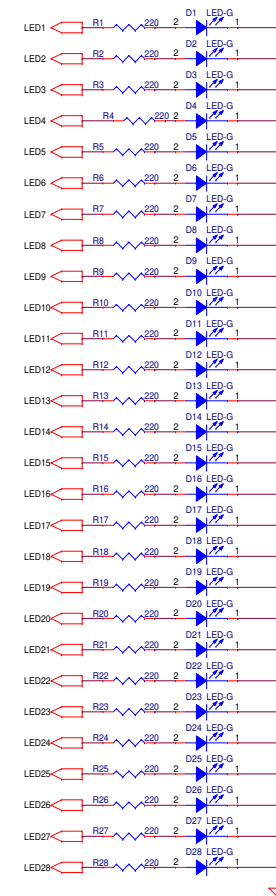 D1 LED-G
LED1 R1 220 2 1
D2 LED-G
LED2 R2 220 2 1
D3 LED-G
LED3 R3 220 2 1
D4 LED-G
LED4 R4 220 2 1
D5 LED-G
LED5 R5 220 2 1
D6 LED-G
LED6 R6 220 2 1
D7 LED-G
LED7 R7 220 2 1
D8 LED-G
LED8 R8 220 2 1
D9 LED-G
LED9 R9 220 2 1
D10 LED-G
LED10 R10 220 2 1
D11 LED-G
LED11 R11 220 2 1
D12 LED-G
LED12 R12 220 2 1
D13 LED-G
LED13 R13 220 2 1
D14 LED-G
LED14 R14 220 2 1
D15 LED-G
LED15 R15 220 2 1
D16 LED-G
LED16 R16 220 2 1
D17 LED-G
LED17 R17 220 2 1
D18 LED-G
LED18 R18 220 2 1
D19 LED-G
LED19 R19 220 2 1
D20 LED-G
LED20 R20 220 2 1
D21 LED-G
LED21 R21 220 2 1
D22 LED-G
LED22 R22 220 2 1
D23 LED-G
LED23 R23 220 2 1
D24 LED-G
LED24 R24 220 2 1
D25 LED-G
LED25 R25 220 2 1
D26 LED-G
LED26 R26 220 2 1
D27 LED-G
LED27 R27 220 2 1
D28 LED-G
LED28 R28 220 2 1